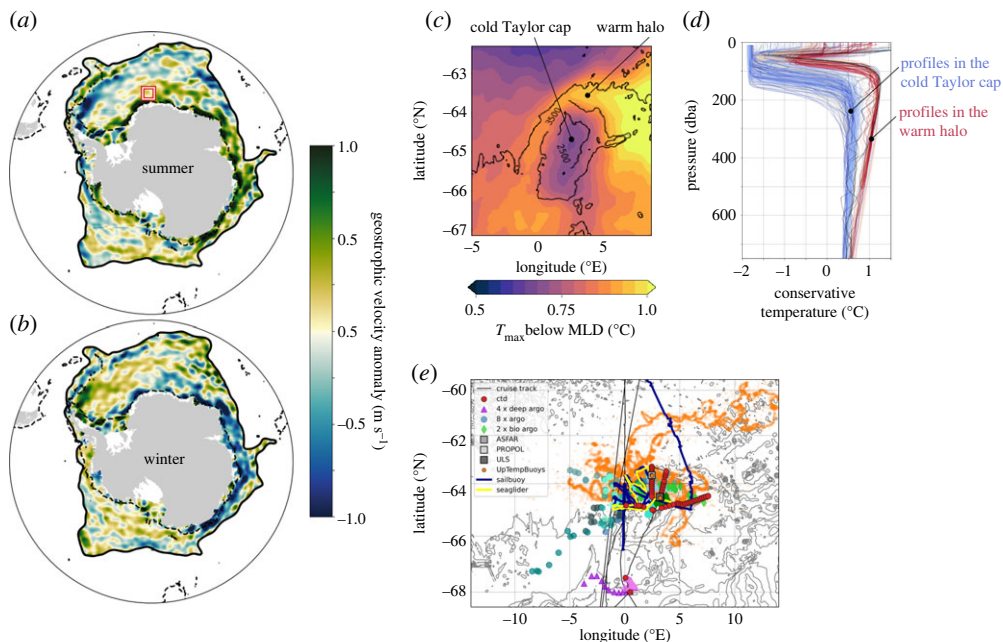 (a)
summer
(b)
winter
1.0
0.5
0.5
−1.0
geostrophic velocity anomaly (m s⁻¹)
(c)
cold Taylor cap
warm halo
−63
−64
−65
−66
−67
latitude (°N)
3500
2500
−5
0
5
longitude (°E)
0.5
0.75
1.0
Tmax below MLD (°C)
(d)
0
200
400
600
pressure (dba)
profiles in the
cold Taylor cap
profiles in the
warm halo
−2
−1
0
1
conservative
temperature (°C)
(e)
−60
−62
−64
−66
−68
latitude (°N)
cruise track
ctd
4 x deep argo
8 x argo
2 x bio argo
ASFAR
PROPOL
ULS
UpTempBuoys
sailbuoy
seaglider
−10
−5
0
5
10
longitude (°E)